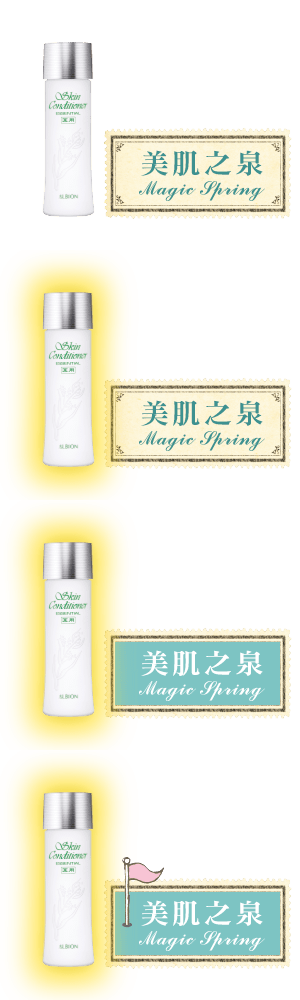 Skin
Conditioner
ESSENTIAL
薬用
ALBION
美肌之泉
Magic Spring
Skin
Conditioner
ESSENTIAL
薬用
ALBION
美肌之泉
Magic Spring
Skin
Conditioner
ESSENTIAL
薬用
ALBION
美肌之泉
Magic Spring
Skin
Conditioner
ESSENTIAL
薬用
ALBION
美肌之泉
Magic Spring